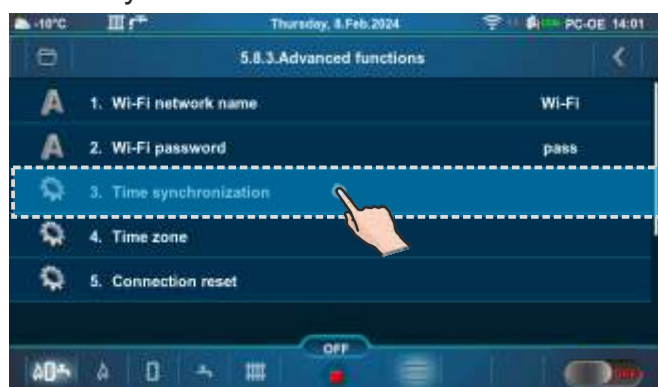 -10°C Thursday, 8.Feb.2024 PC-OE 14:01
5.8.3.Advanced functions
A 1. Wi-Fi network name Wi-Fi
A 2. Wi-Fi password pass
3. Time synchronization
4. Time zone
5. Connection reset
OFF